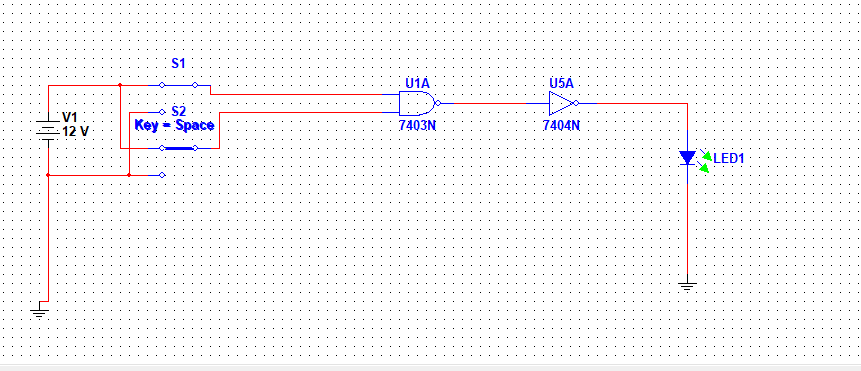 S1
V1
12 V
S2
Key = Space
U1A
7403N
U5A
7404N
LED1